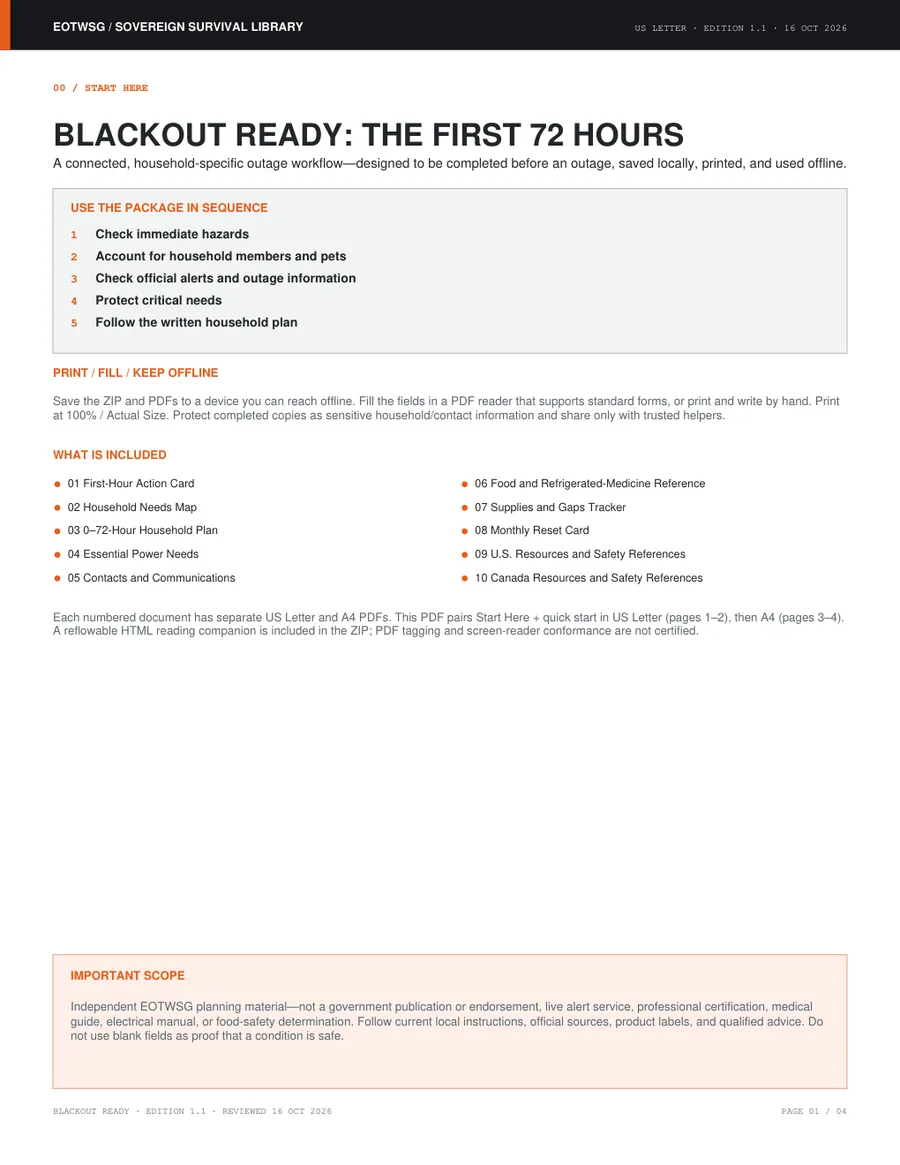 EOTWSG / SOVEREIGN SURVIVAL LIBRARY
US LETTER · EDITION 1.1 · 16 OCT 2026
00 / START HERE
BLACKOUT READY: THE FIRST 72 HOURS
A connected, household-specific outage workflow—designed to be completed before an outage, saved locally, printed, and used offline.
USE THE PACKAGE IN SEQUENCE
1 Check immediate hazards
2 Account for household members and pets
3 Check official alerts and outage information
4 Protect critical needs
5 Follow the written household plan
PRINT / FILL / KEEP OFFLINE
Save the ZIP and PDFs to a device you can reach offline. Fill the fields in a PDF reader that supports standard forms, or print and write by hand. Print
at 100% / Actual Size. Protect completed copies as sensitive household/contact information and share only with trusted helpers.
WHAT IS INCLUDED
● 01 First-Hour Action Card
● 02 Household Needs Map
● 03 0–72-Hour Household Plan
● 04 Essential Power Needs
● 05 Contacts and Communications
● 06 Food and Refrigerated-Medicine Reference
● 07 Supplies and Gaps Tracker
● 08 Monthly Reset Card
● 09 U.S. Resources and Safety References
● 10 Canada Resources and Safety References
Each numbered document has separate US Letter and A4 PDFs. This PDF pairs Start Here + quick start in US Letter (pages 1–2), then A4 (pages 3–4).
A reflowable HTML reading companion is included in the ZIP; PDF tagging and screen-reader conformance are not certified.
IMPORTANT SCOPE
Independent EOTWSG planning material—not a government publication or endorsement, live alert service, professional certification, medical
guide, electrical manual, or food-safety determination. Follow current local instructions, official sources, product labels, and qualified advice. Do
not use blank fields as proof that a condition is safe.
BLACKOUT READY · EDITION 1.1 · REVIEWED 16 OCT 2026
PAGE 01 / 04